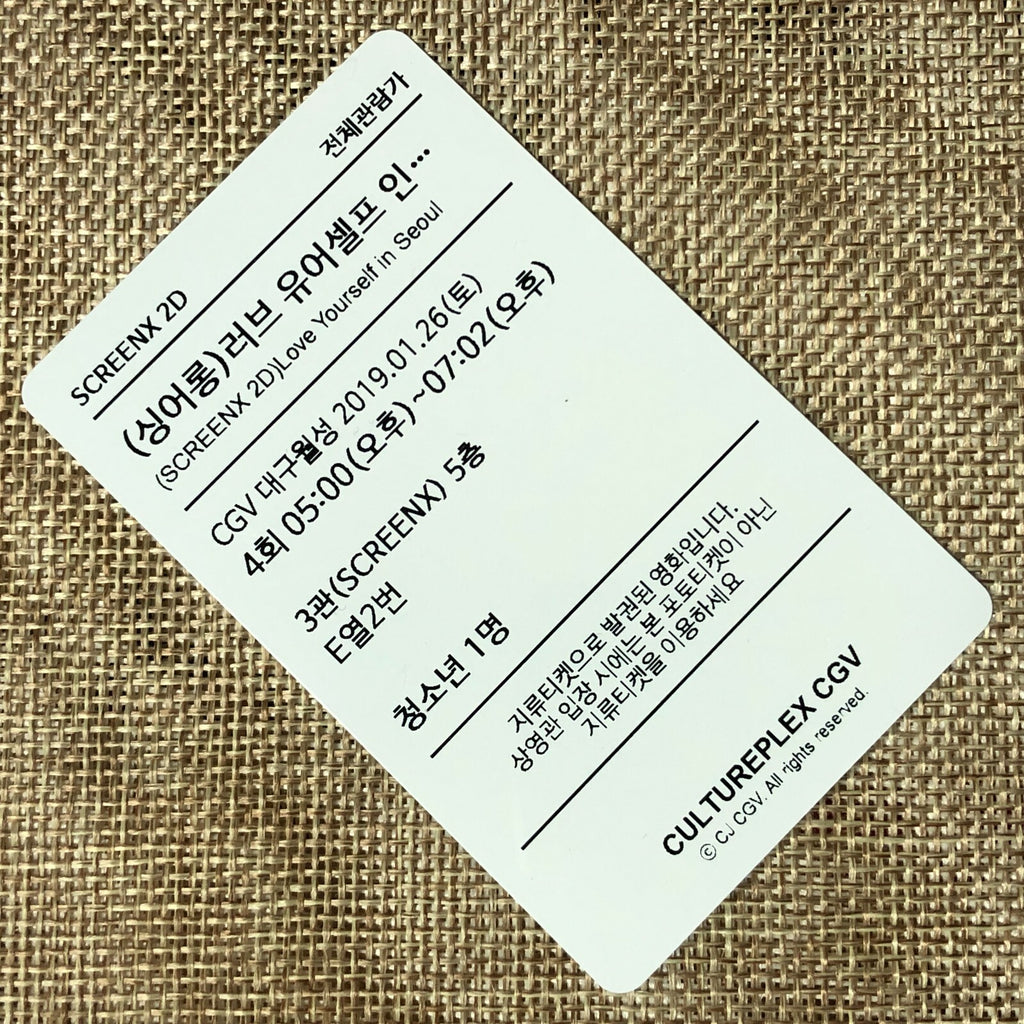 SCREENX 2D 전체관람가
(싱어롱)러브 유어셀프 인…
(SCREENX 2D)Love Yourself in Seoul
CGV 대구월성 2019.01.26(토)
4회 05:00(오후)~07:02(오후)
3관(SCREENX) 5층
E열2번
청소년 1명
지류티켓으로 발권된 영화입니다.
상영관 입장 시에는 본 포토티켓이 아닌
지류티켓을 이용하세요
CULTUREPLEX CGV
© CJ CGV. All rights reserved.